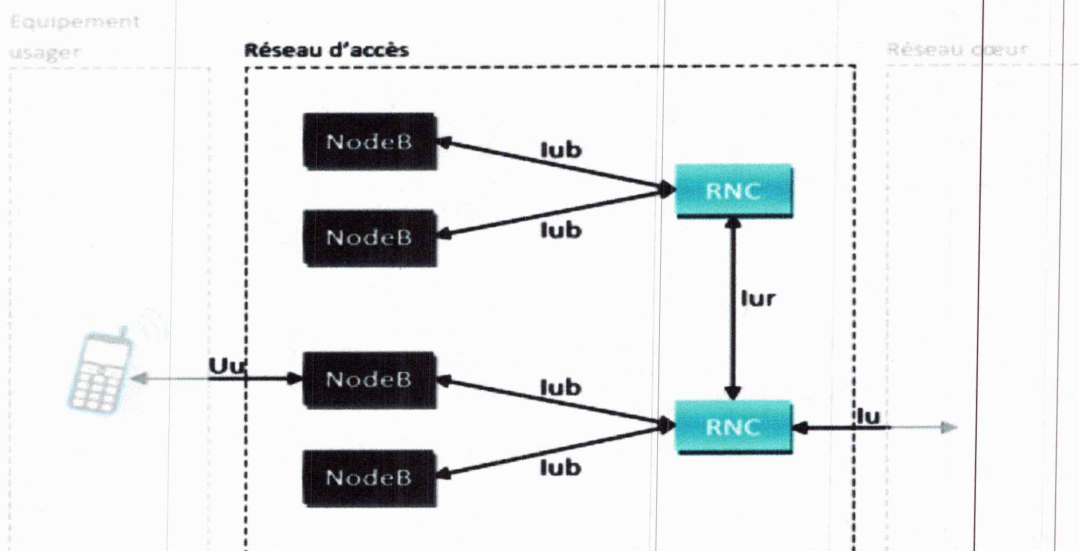 Equipement
usager
Réseau d'accès
Réseau cœur
NodeB
Iub
RNC
NodeB
Iub
Iur
Uu
NodeB
Iub
RNC
Iu
NodeB
Iub